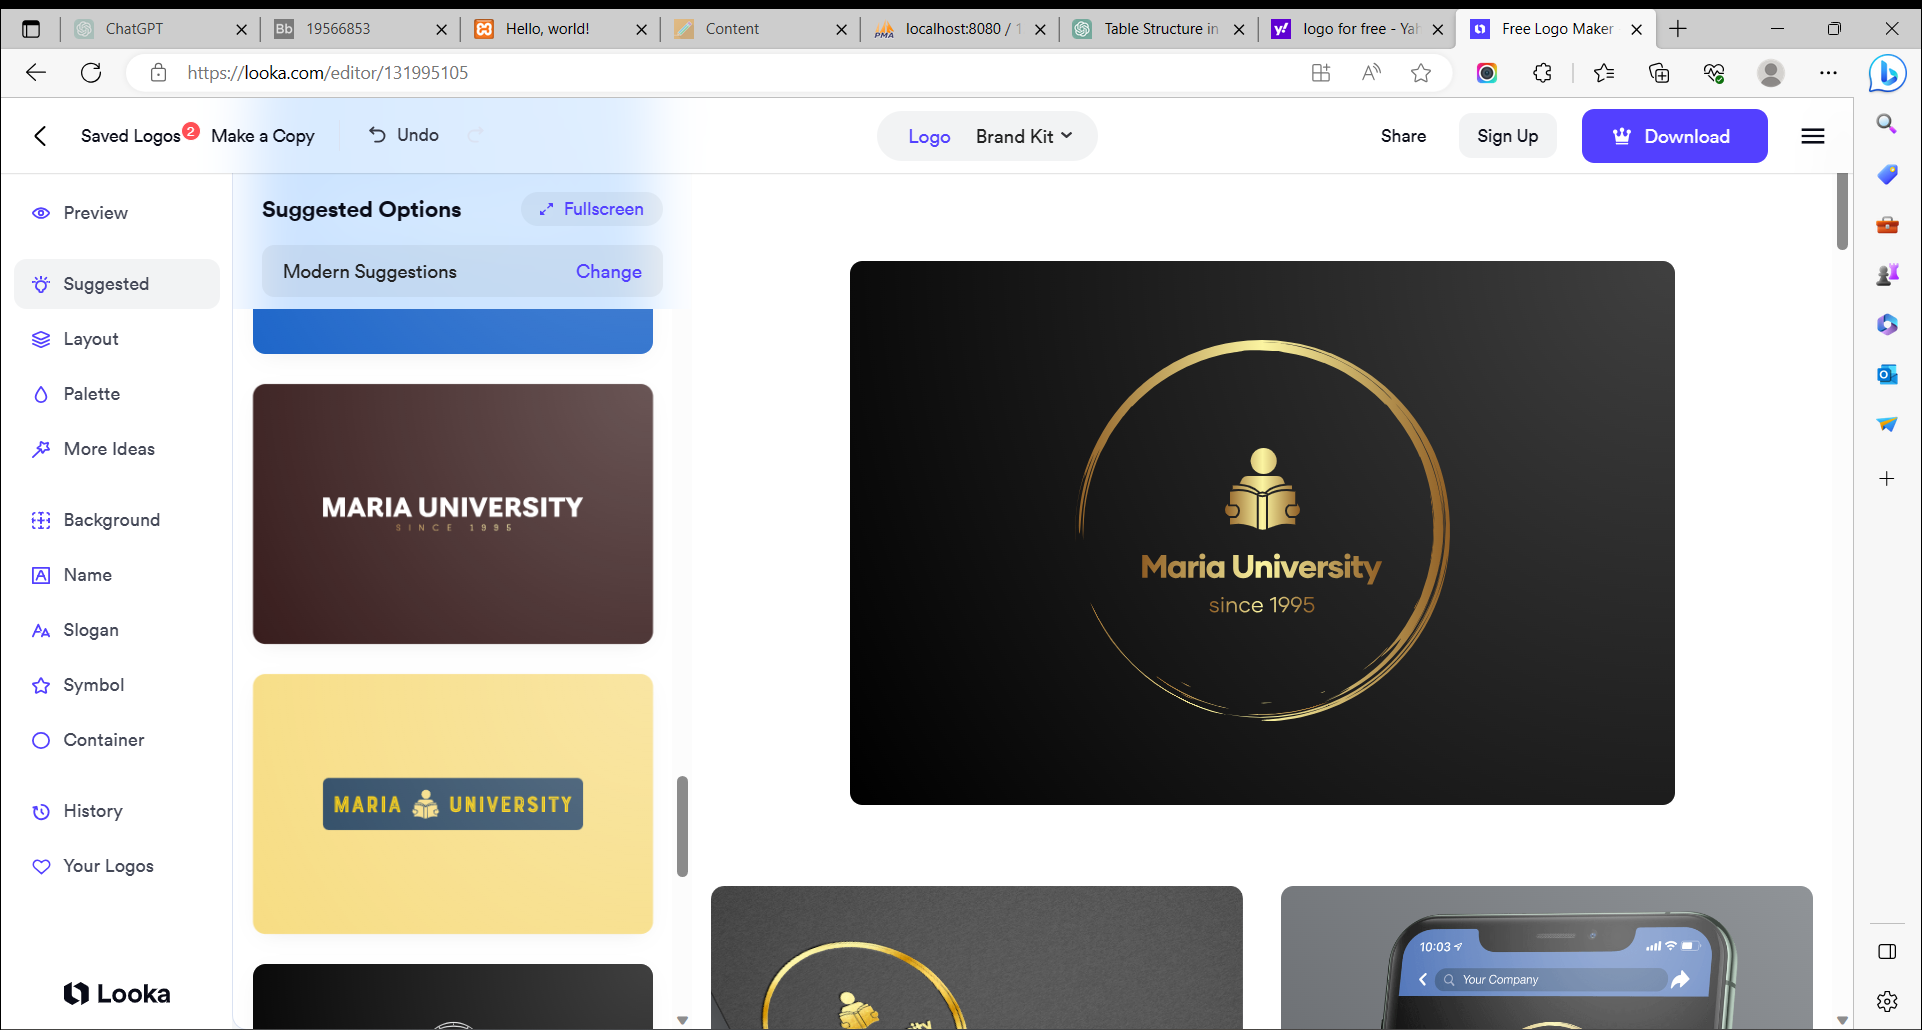 ChatGPT
Bb 19566853
Hello, world!
Content
PMA localhost:8080 / 1
Table Structure in
y! logo for free - Yah
Free Logo Maker
https://looka.com/editor/131995105
Saved Logos 2
Make a Copy
Undo
Logo
Brand Kit
Share
Sign Up
Download
Preview
Suggested
Layout
Palette
More Ideas
Background
Name
Slogan
Symbol
Container
History
Your Logos
Looka
Suggested Options
Fullscreen
Modern Suggestions
Change
MARIA UNIVERSITY
SINCE 1995
MARIA UNIVERSITY
Maria University
since 1995
10:03
Your Company